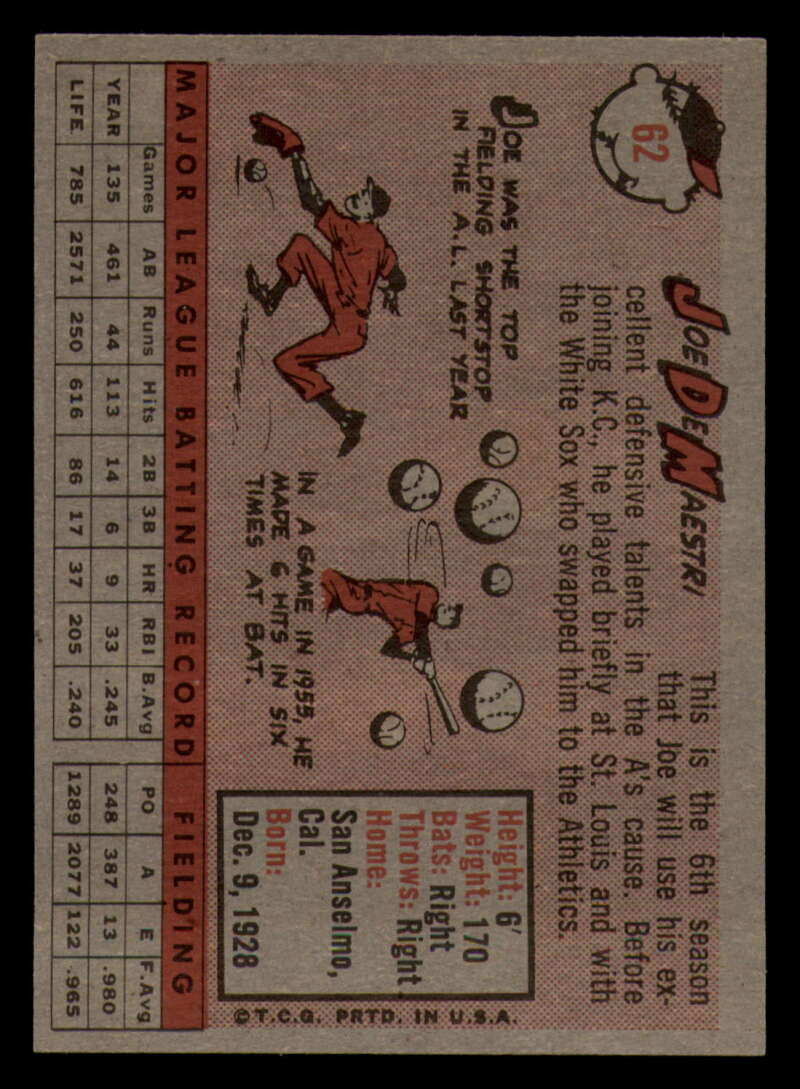 62
JOE DE MAESTRI
This is the 6th season
that Joe will use his ex-
cellent defensive talents in the A's cause. Before
joining K.C., he played briefly at St. Louis and with
the White Sox who swapped him to the Athletics.
JOE WAS THE TOP
FIELDING SHORTSTOP
IN THE A.L. LAST YEAR
IN A GAME IN 1955, HE
MADE 6 HITS IN SIX
TIMES AT BAT.
Height: 6'
Weight: 170
Bats: Right
Throws: Right
Home:
San Anselmo,
Cal.
Born:
Dec. 9, 1928
©T.C.G. PRTD. IN U.S.A.
MAJOR LEAGUE BATTING RECORD FIELDING
Games AB Runs Hits 2B 3B HR RBI B.Avg PO A E F.Avg
YEAR 135 461 44 113 14 6 9 33 .245 248 387 13 .980
LIFE 785 2571 250 616 86 17 37 205 .240 1289 2077 122 .965